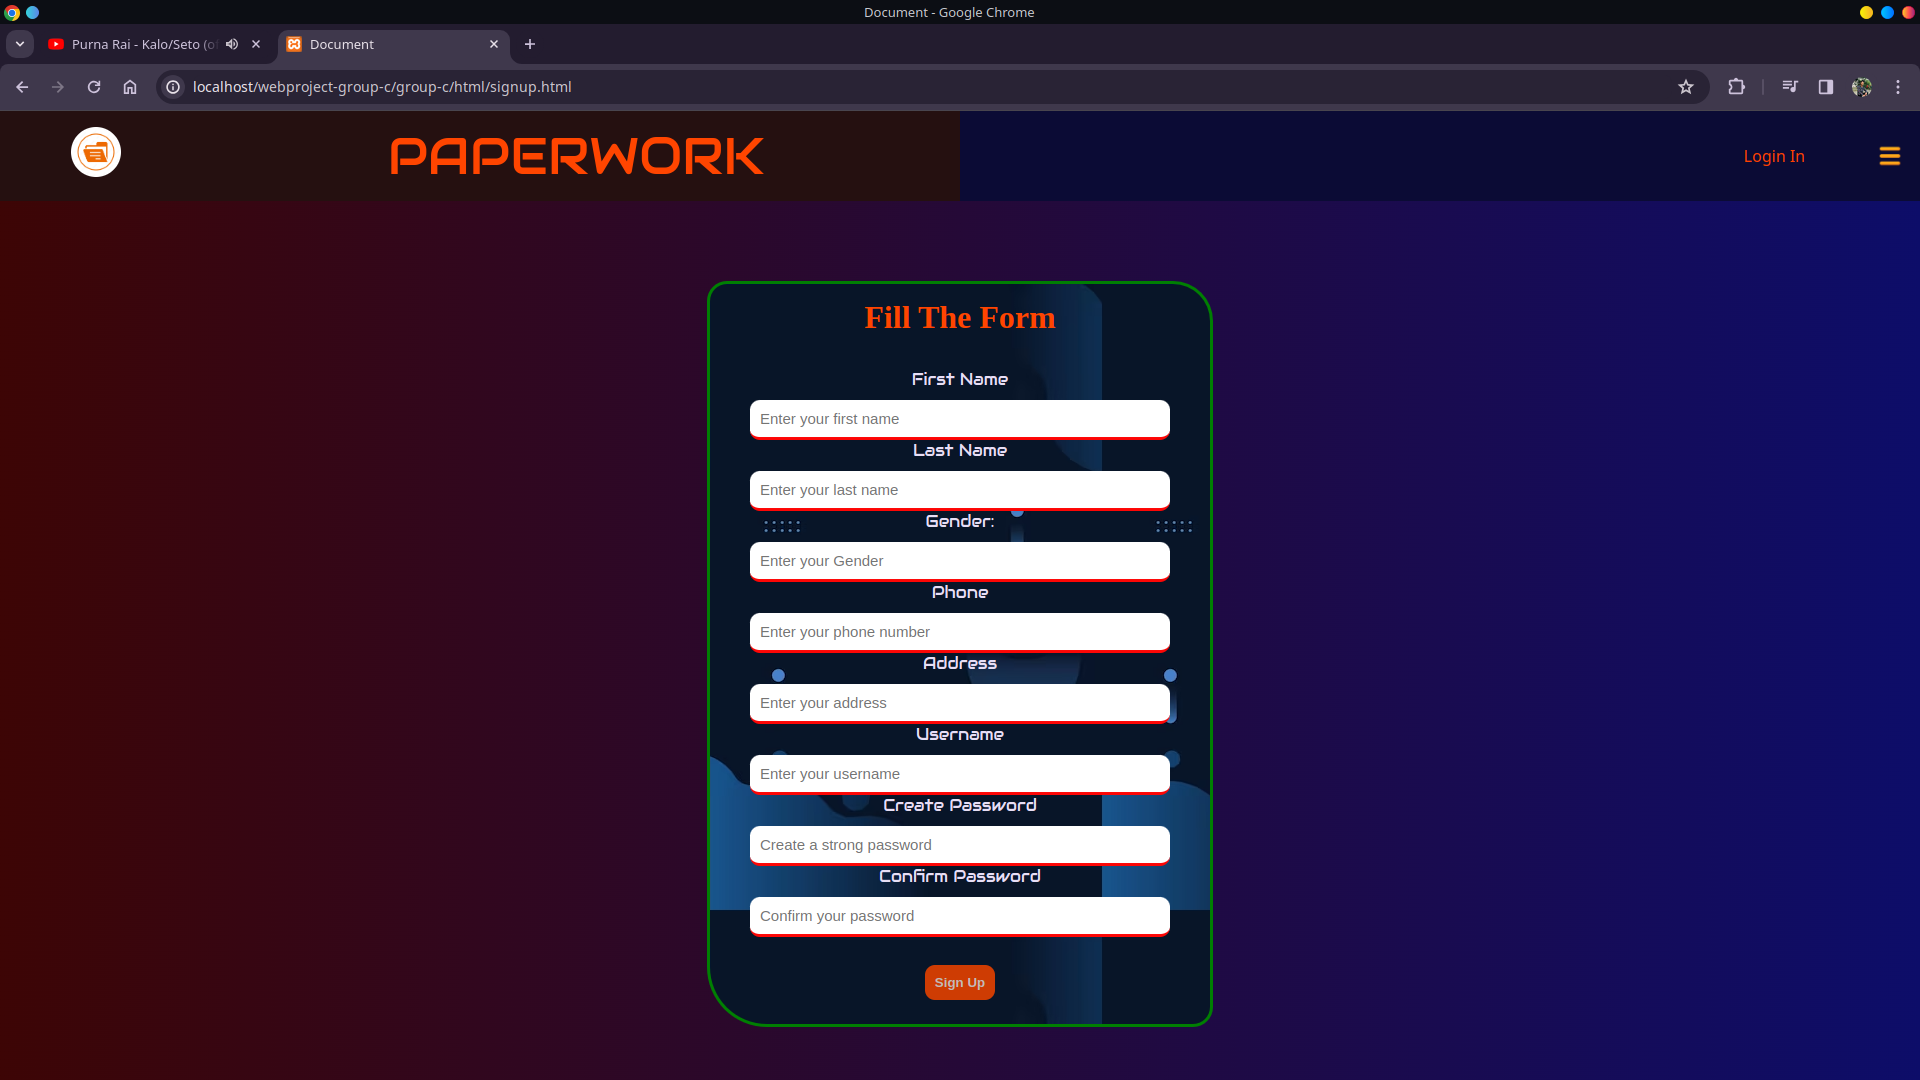 Document - Google Chrome
Purna Rai - Kalo/Seto (o
Document
localhost/webproject-group-c/group-c/html/signup.html
PAPERWORK
Login In
Fill The Form
First Name
Enter your first name
Last Name
Enter your last name
Gender:
Enter your Gender
Phone
Enter your phone number
Address
Enter your address
Username
Enter your username
Create Password
Create a strong password
Confirm Password
Confirm your password
Sign Up